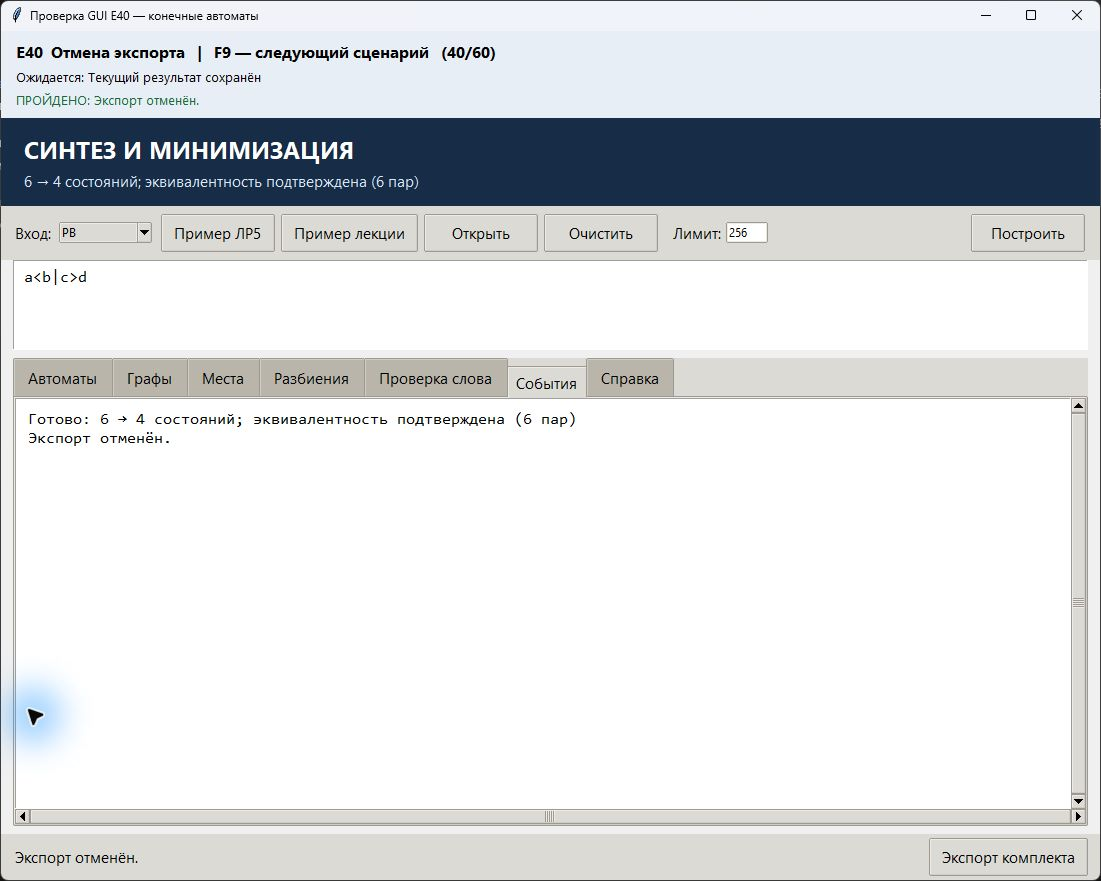 Проверка GUI E40 — конечные автоматы
E40 Отмена экспорта | F9 — следующий сценарий (40/60)
Ожидается: Текущий результат сохранён
ПРОЙДЕНО: Экспорт отменён.
СИНТЕЗ И МИНИМИЗАЦИЯ
6 → 4 состояний; эквивалентность подтверждена (6 пар)
Вход: РВ Пример ЛР5 Пример лекции Открыть Очистить Лимит: 256 Построить
a<b|c>d
Автоматы Графы Места Разбиения Проверка слова События Справка
Готово: 6 → 4 состояний; эквивалентность подтверждена (6 пар)
Экспорт отменён.
Экспорт отменён. Экспорт комплекта